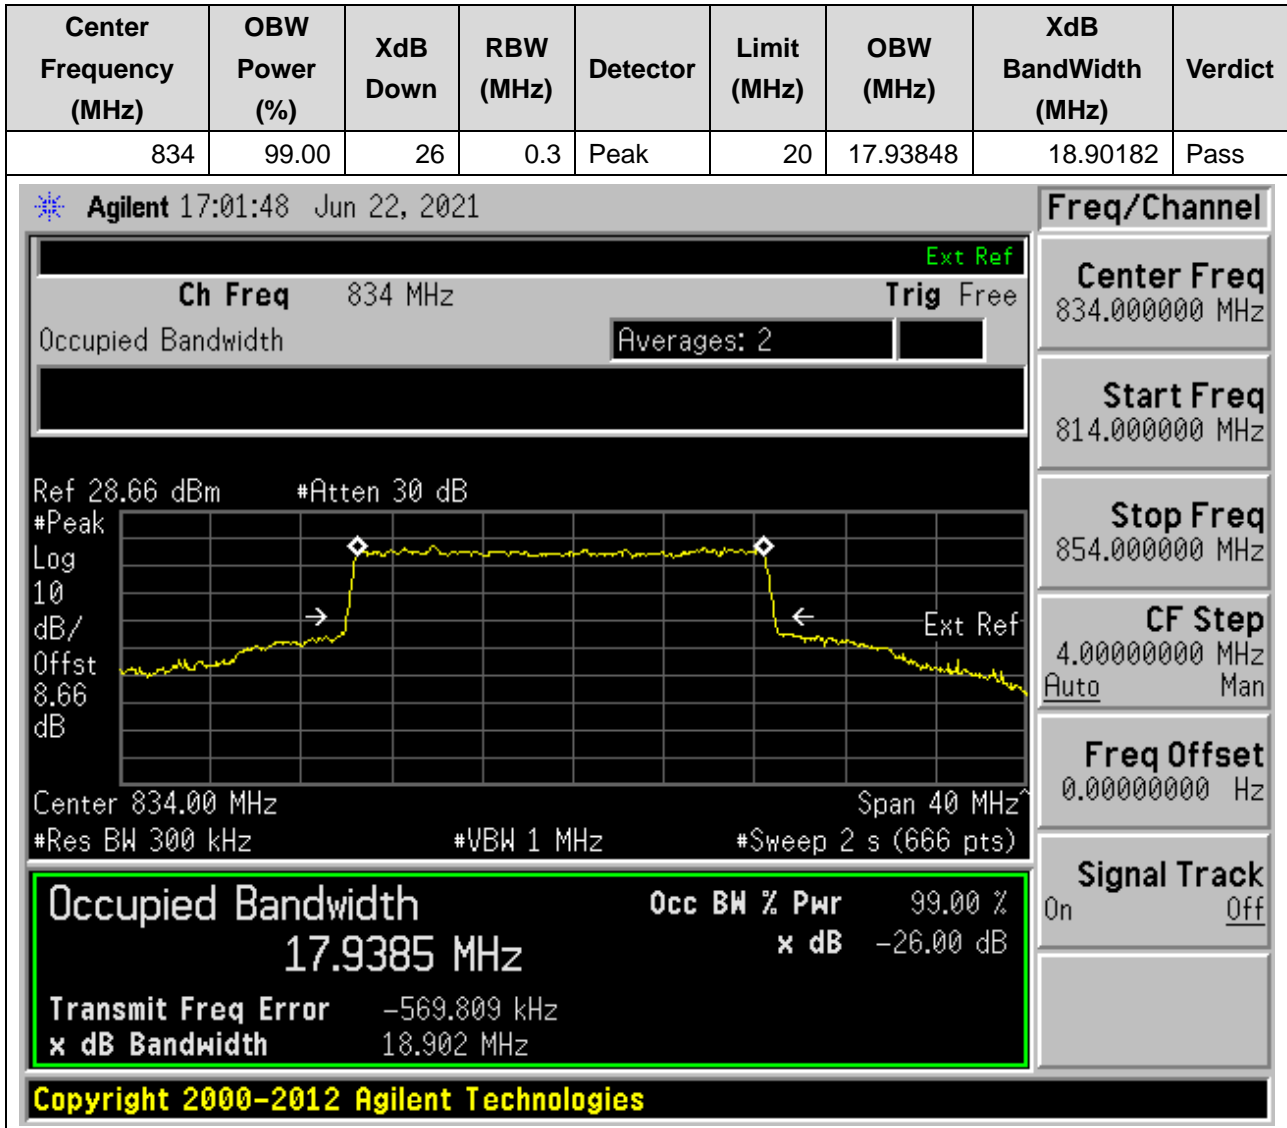 Center Frequency (MHz) OBW Power (%) XdB Down RBW (MHz) Detector Limit (MHz) OBW (MHz) XdB BandWidth (MHz) Verdict
834 99.00 26 0.3 Peak 20 17.93848 18.90182 Pass
Agilent 17:01:48 Jun 22, 2021
Freq/Channel
Ext Ref
Ch Freq 834 MHz Trig Free
Occupied Bandwidth Averages: 2
Center Freq
834.000000 MHz
Start Freq
814.000000 MHz
Stop Freq
854.000000 MHz
CF Step
4.00000000 MHz
Auto Man
Freq Offset
0.00000000 Hz
Signal Track
On Off
Ref 28.66 dBm #Atten 30 dB
#Peak
Log
10
dB/
Offst
8.66
dB
Ext Ref
Center 834.00 MHz Span 40 MHz^
#Res BW 300 kHz #VBW 1 MHz #Sweep 2 s (666 pts)
Occupied Bandwidth Occ BW % Pwr 99.00 %
17.9385 MHz x dB -26.00 dB
Transmit Freq Error -569.809 kHz
x dB Bandwidth 18.902 MHz
Copyright 2000-2012 Agilent Technologies